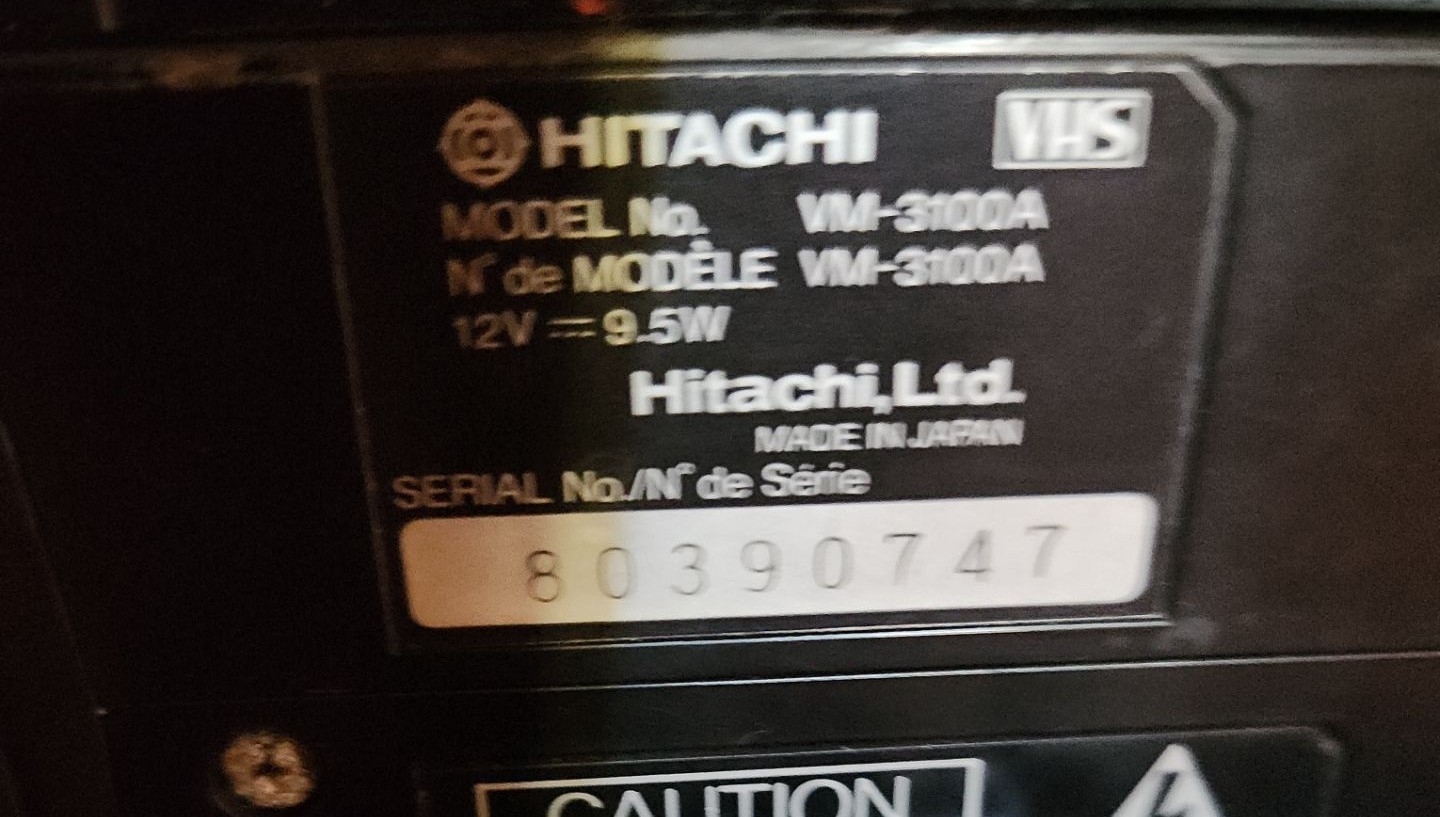 HITACHI VHS
MODEL No. VM-3100A
N° de MODÈLE VM-3100A
12V ⎓ 9.5W
Hitachi, Ltd.
MADE IN JAPAN
SERIAL No./N° de Série
80390747
CAUTION